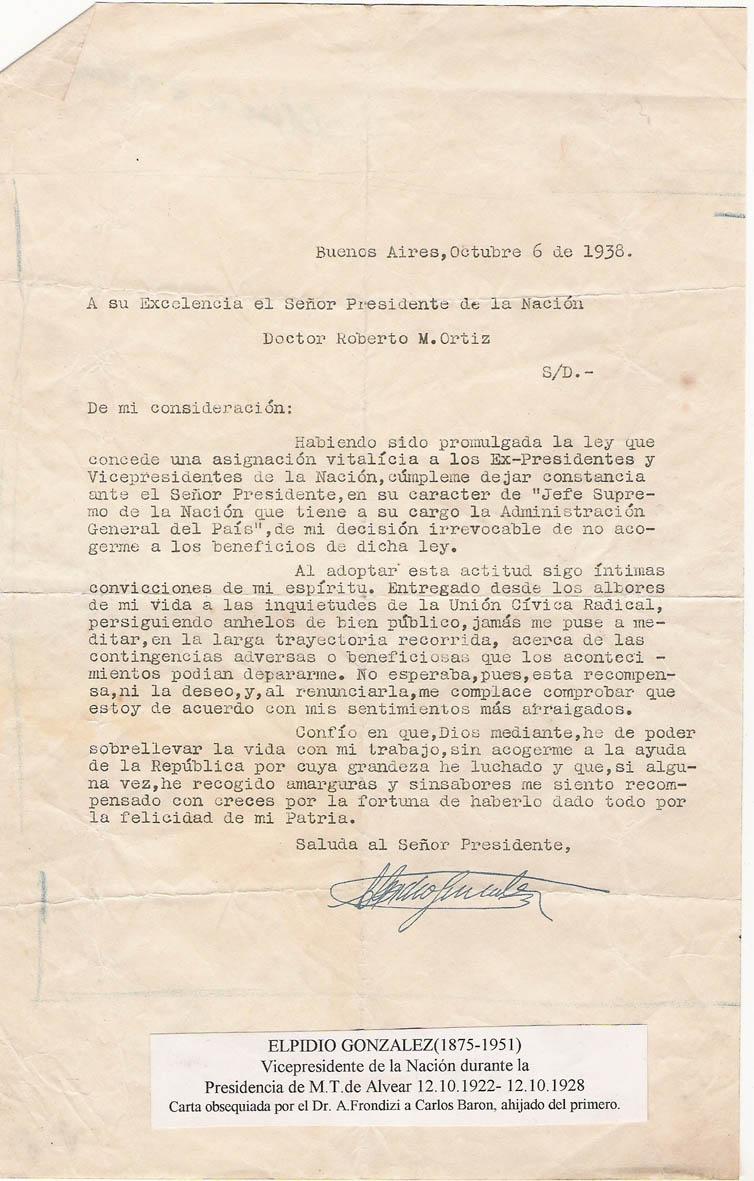 Buenos Aires,Octubre 6 de 1938.
A su Excelencia el Señor Presidente de la Nación
Doctor Roberto M.Ortiz
S/D.-
De mi consideración:
Habiendo sido promulgada la ley que
concede una asignación vitalícia a los Ex-Presidentes y
Vicepresidentes de la Nación,cúmpleme dejar constancia
ante el Señor Presidente,en su caracter de "Jefe Supre-
mo de la Nación que tiene a su cargo la Administración
General del País",de mi decisión irrevocable de no aco-
germe a los beneficios de dicha ley.
Al adoptar esta actitud sigo íntimas
convicciones de mi espíritu. Entregado desde los albores
de mi vida a las inquietudes de la Unión Cívica Radical,
persiguiendo anhelos de bien público,jamás me puse a me-
ditar,en la larga trayectoria recorrida, acerca de las
contingencias adversas o beneficiosas que los aconteci -
mientos podian depararme. No esperaba,pues,esta recompen-
sa,ni la deseo,y,al renunciarla,me complace comprobar que
estoy de acuerdo con mis sentimientos más arraigados.
Confío en que,Dios mediante,he de poder
sobrellevar la vida con mi trabajo,sin acogerme a la ayuda
de la República por cuya grandeza he luchado y que,si algu-
na vez,he recogido amarguras y sinsabores me siento recom-
pensado con creces por la fortuna de haberlo dado todo por
la felicidad de mi Patria.
Saluda al Señor Presidente,
ELPIDIO GONZALEZ(1875-1951)
Vicepresidente de la Nación durante la
Presidencia de M.T.de Alvear 12.10.1922- 12.10.1928
Carta obsequiada por el Dr. A.Frondizi a Carlos Baron, ahijado del primero.